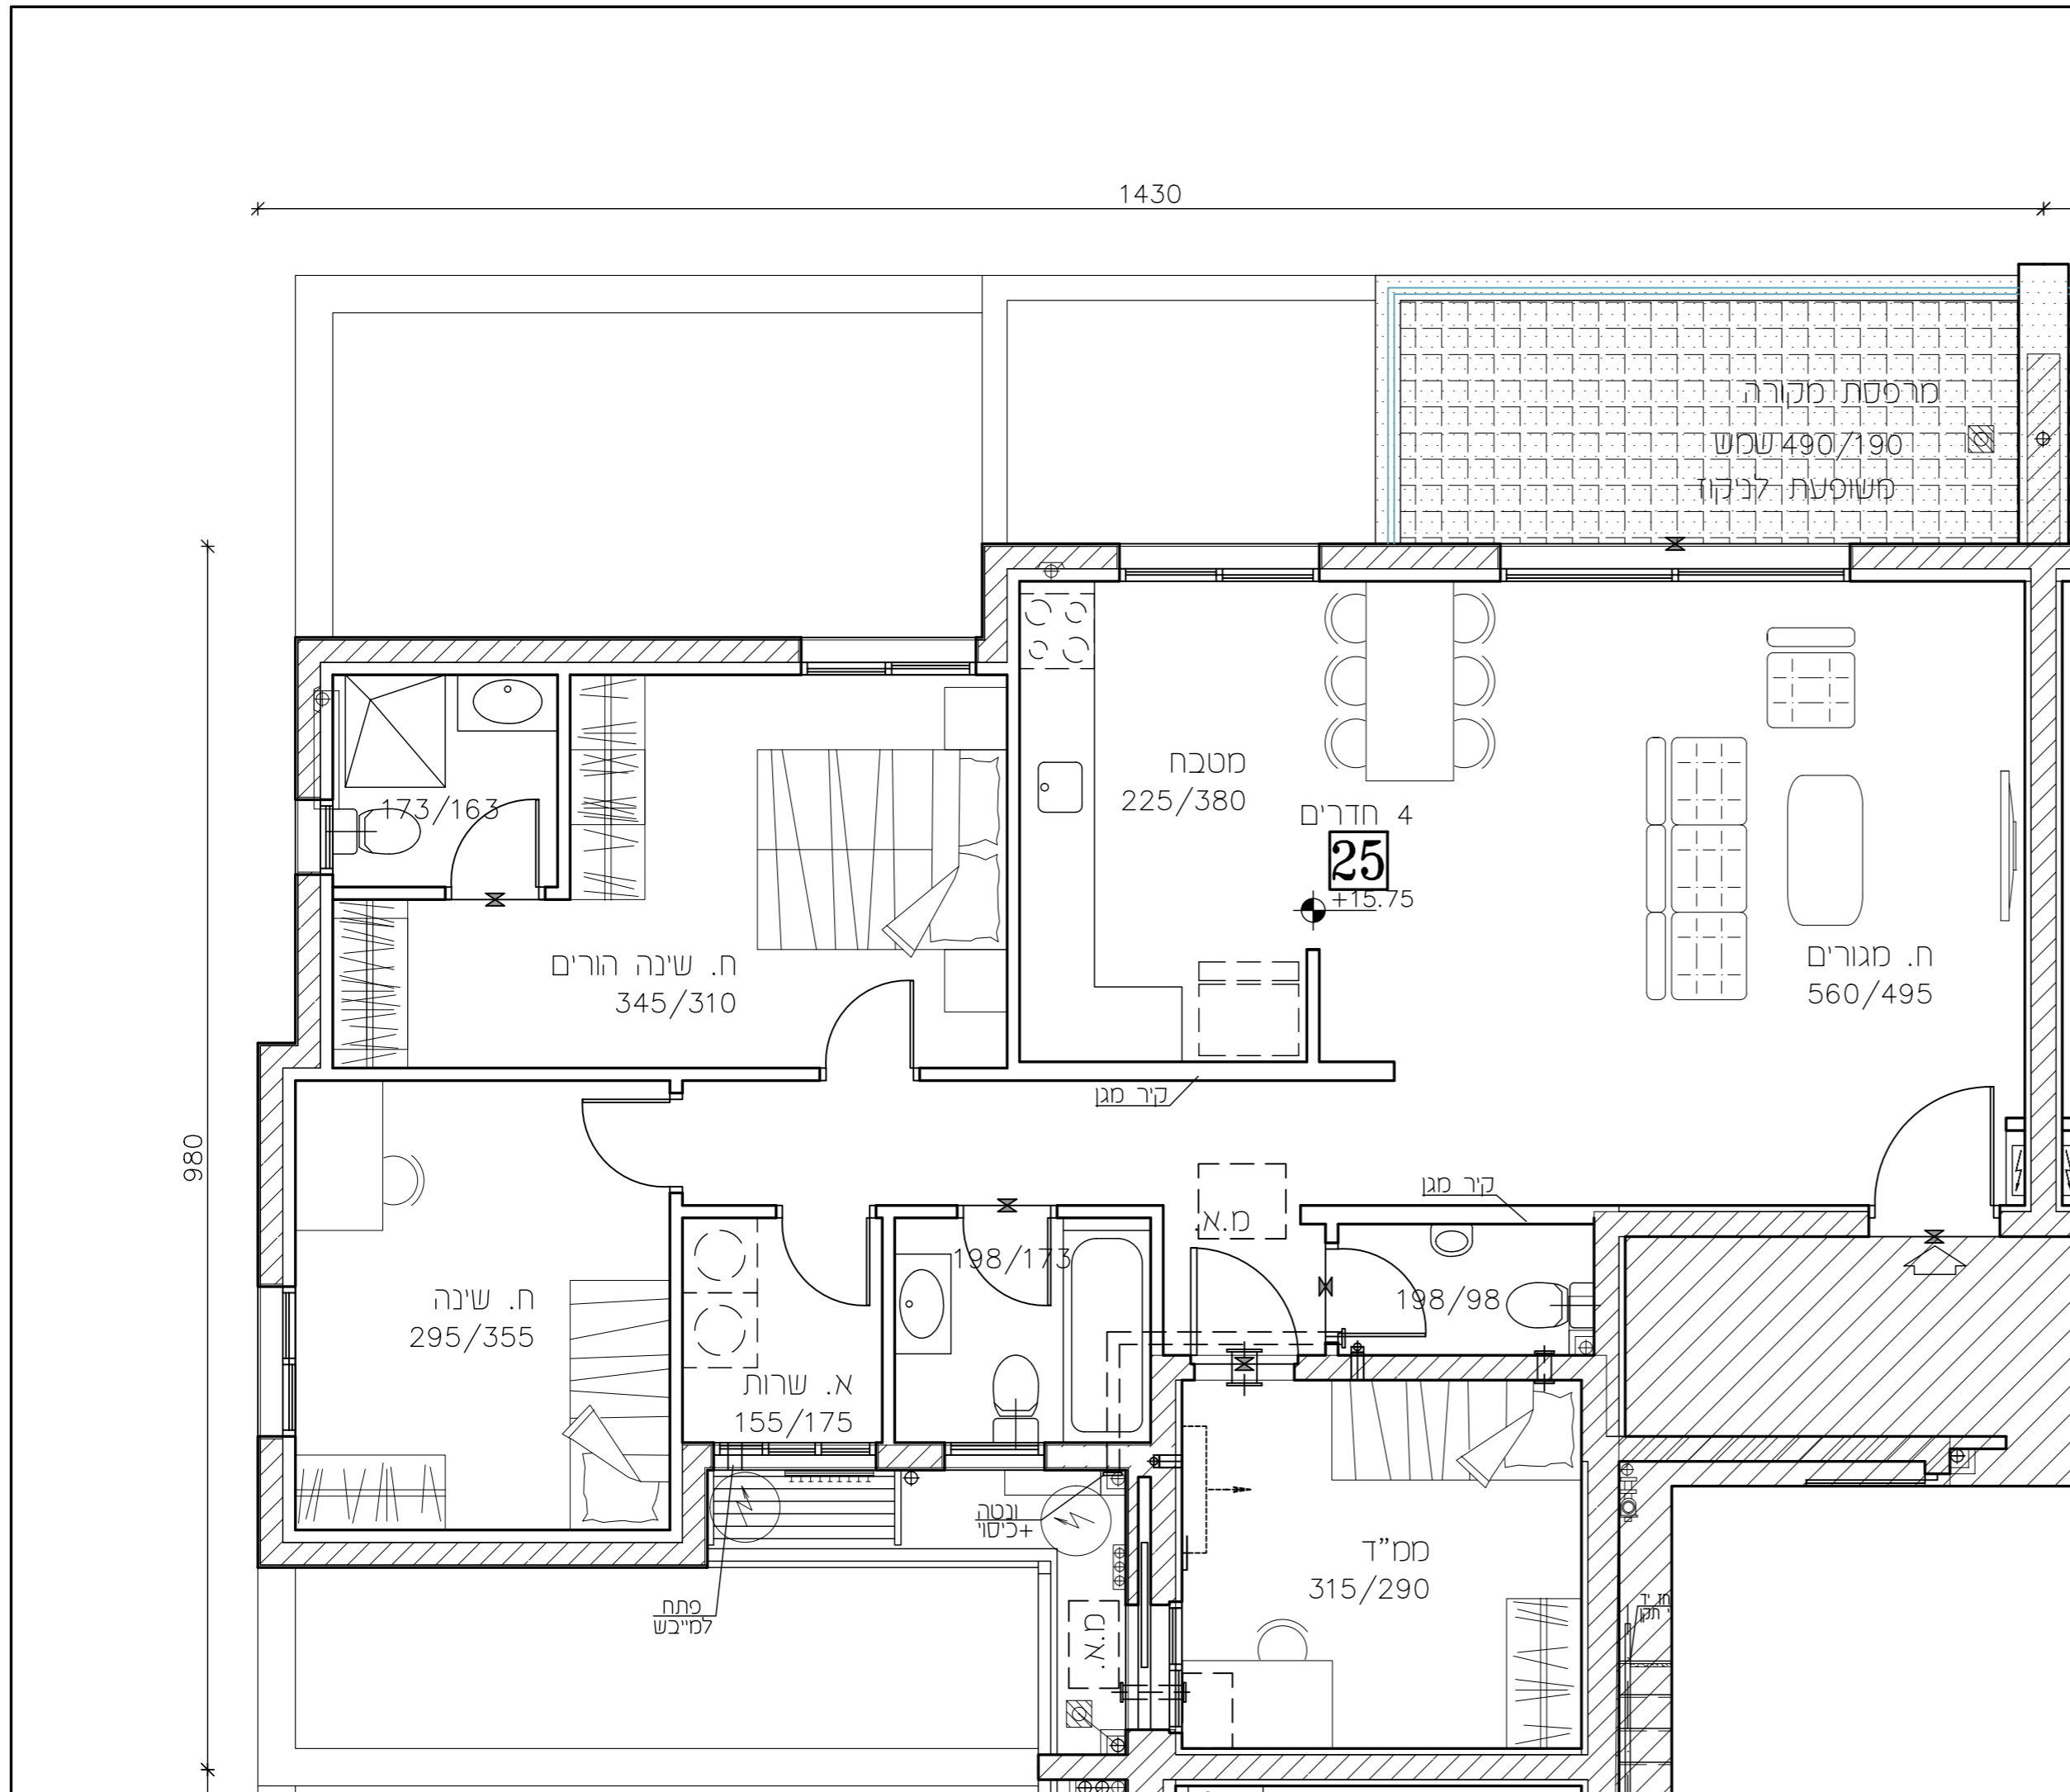 1430
מרפסת מקורה
שמש 490/190
משופעת לניקוז
980
173/163
מטבח
225/380
4 חדרים
25
+15.75
ח. שינה הורים
345/310
ח. מגורים
560/495
קיר מגן
קיר מגן
מ.א.
198/173
198/98
ח. שינה
295/355
א. שרות
155/175
ונטה
+כיסוי
ממ"ד
315/290
פתח
למייבש
מ.א.